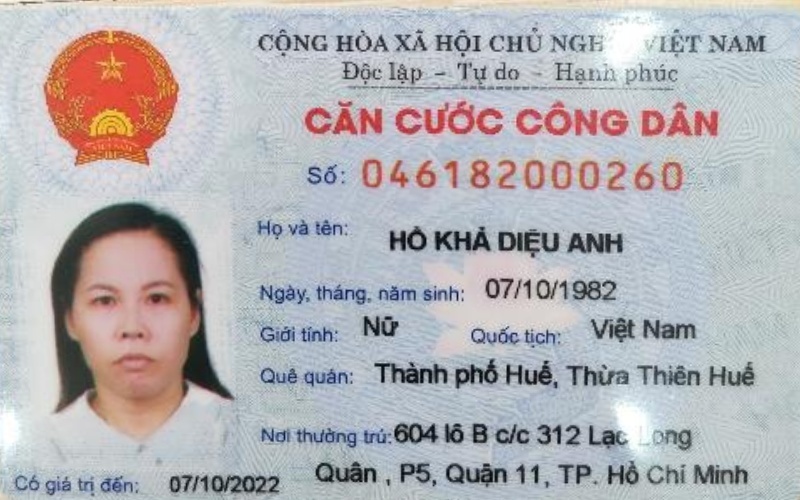 CỘNG HÒA XÃ HỘI CHỦ NGH VIỆT NAM
Độc lập - Tự do - Hạnh phúc
CĂN CƯỚC CÔNG DÂN
Số: 046182000260
Họ và tên: HỒ KHẢ DIỆU ANH
Ngày, tháng, năm sinh: 07/10/1982
Giới tính: Nữ Quốc tịch: Việt Nam
Quê quán: Thành phố Huế, Thừa Thiên Huế
Nơi thường trú: 604 lô B c/c 312 Lạc Long
Quân , P5, Quận 11, TP. Hồ Chí Minh
Có giá trị đến: 07/10/2022